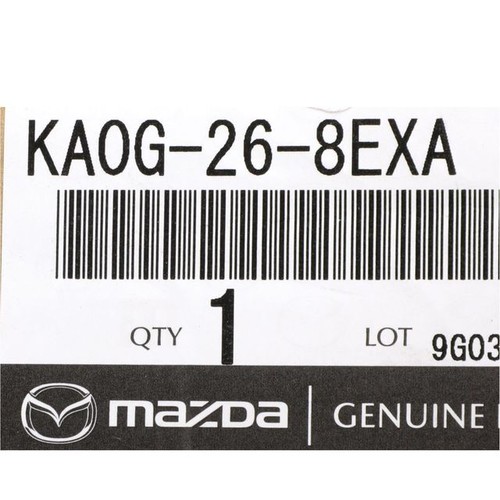 KA0G-26-8EXA
QTY 1 LOT 9G03
mazda GENUINE